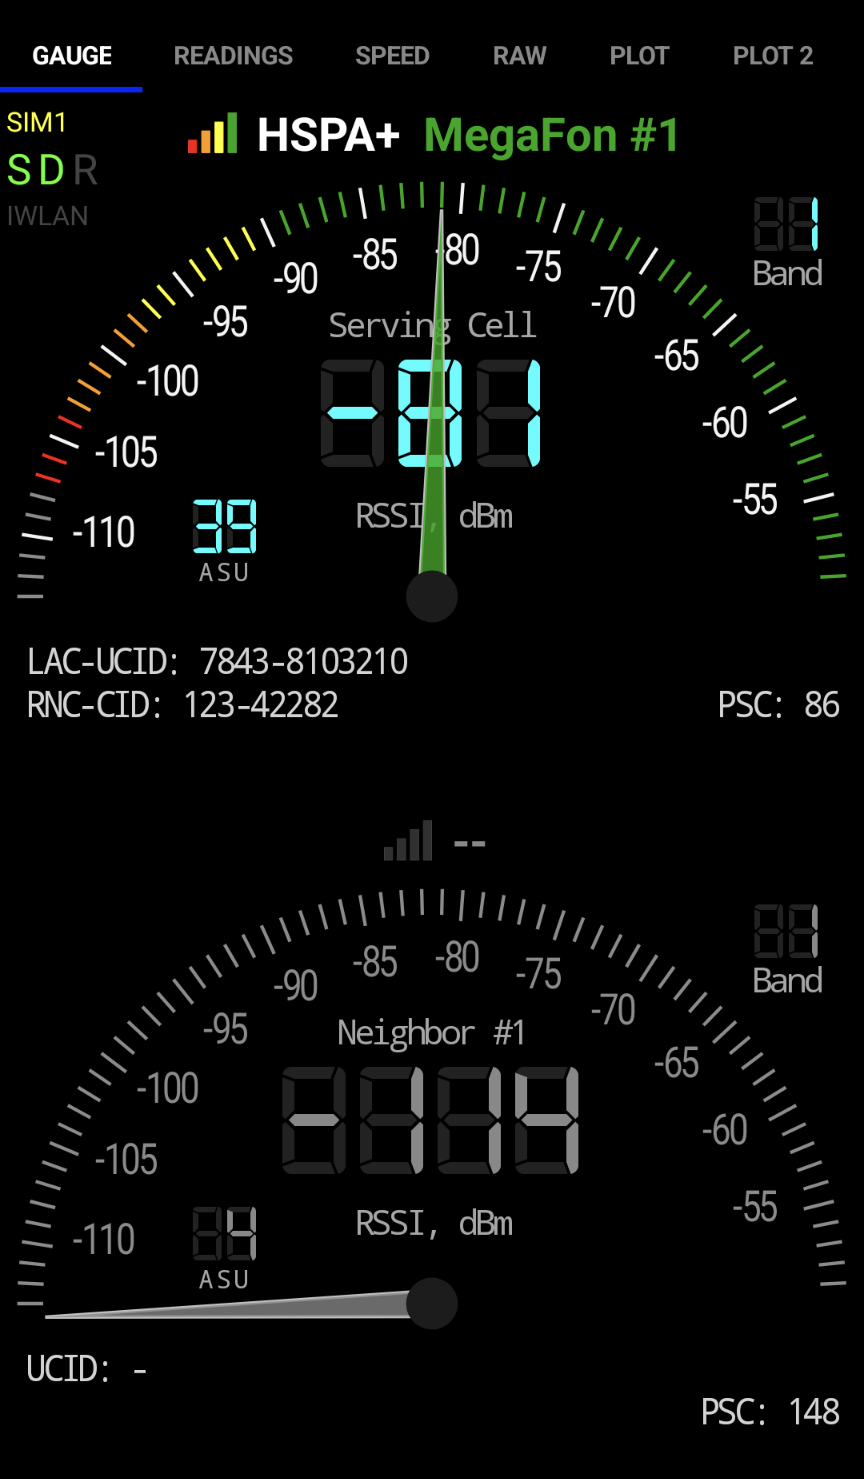 GAUGE READINGS SPEED RAW PLOT PLOT 2
SIM1
S D R
IWLAN
HSPA+ MegaFon #1
1
Band
-110 -105 -100 -95 -90 -85 -80 -75 -70 -65 -60 -55
Serving Cell
-81
RSSI, dBm
39
ASU
LAC-UCID: 7843-8103210
RNC-CID: 123-42282
PSC: 86
--
1
Band
-110 -105 -100 -95 -90 -85 -80 -75 -70 -65 -60 -55
Neighbor #1
-114
RSSI, dBm
4
ASU
UCID: -
PSC: 148